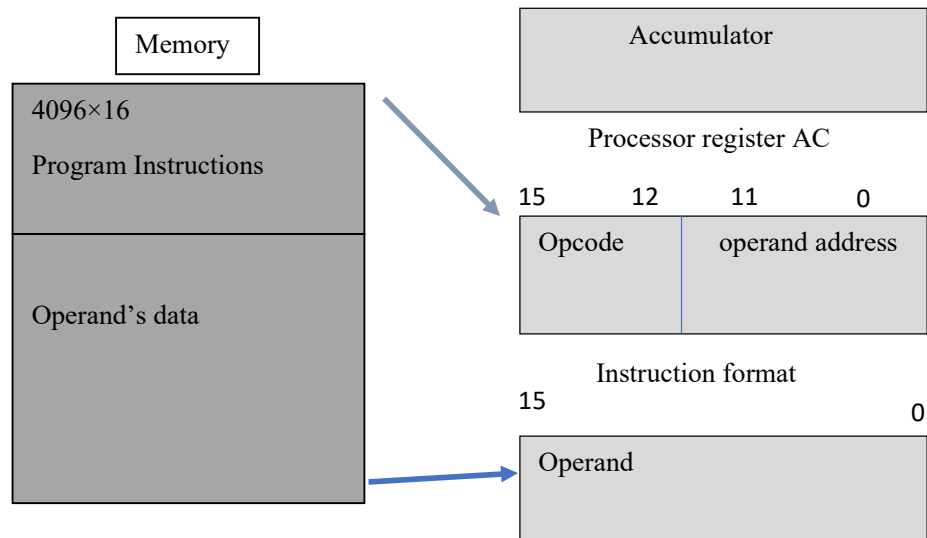 Memory
4096×16
Program Instructions
Operand’s data
Accumulator
Processor register AC
15 12 11 0
Opcode operand address
Instruction format
15 0
Operand